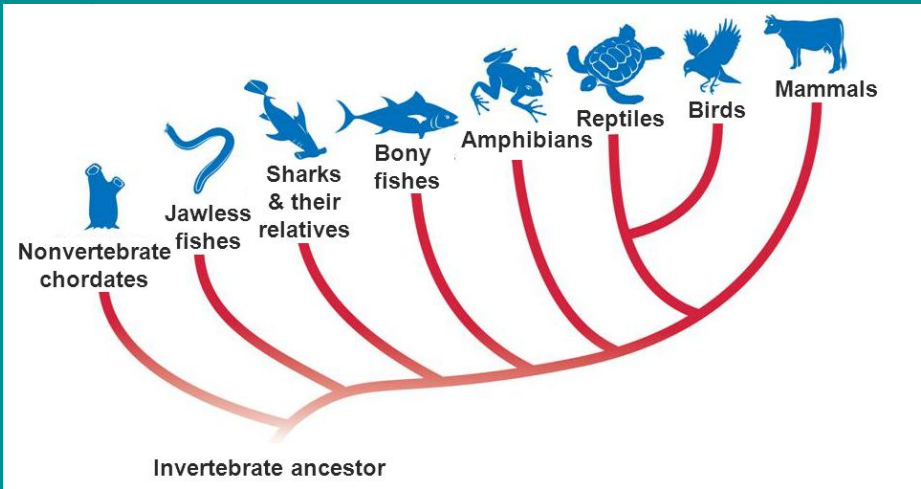 Nonvertebrate
chordates
Jawless
fishes
Sharks
& their
relatives
Bony
fishes
Amphibians
Reptiles
Birds
Mammals
Invertebrate ancestor